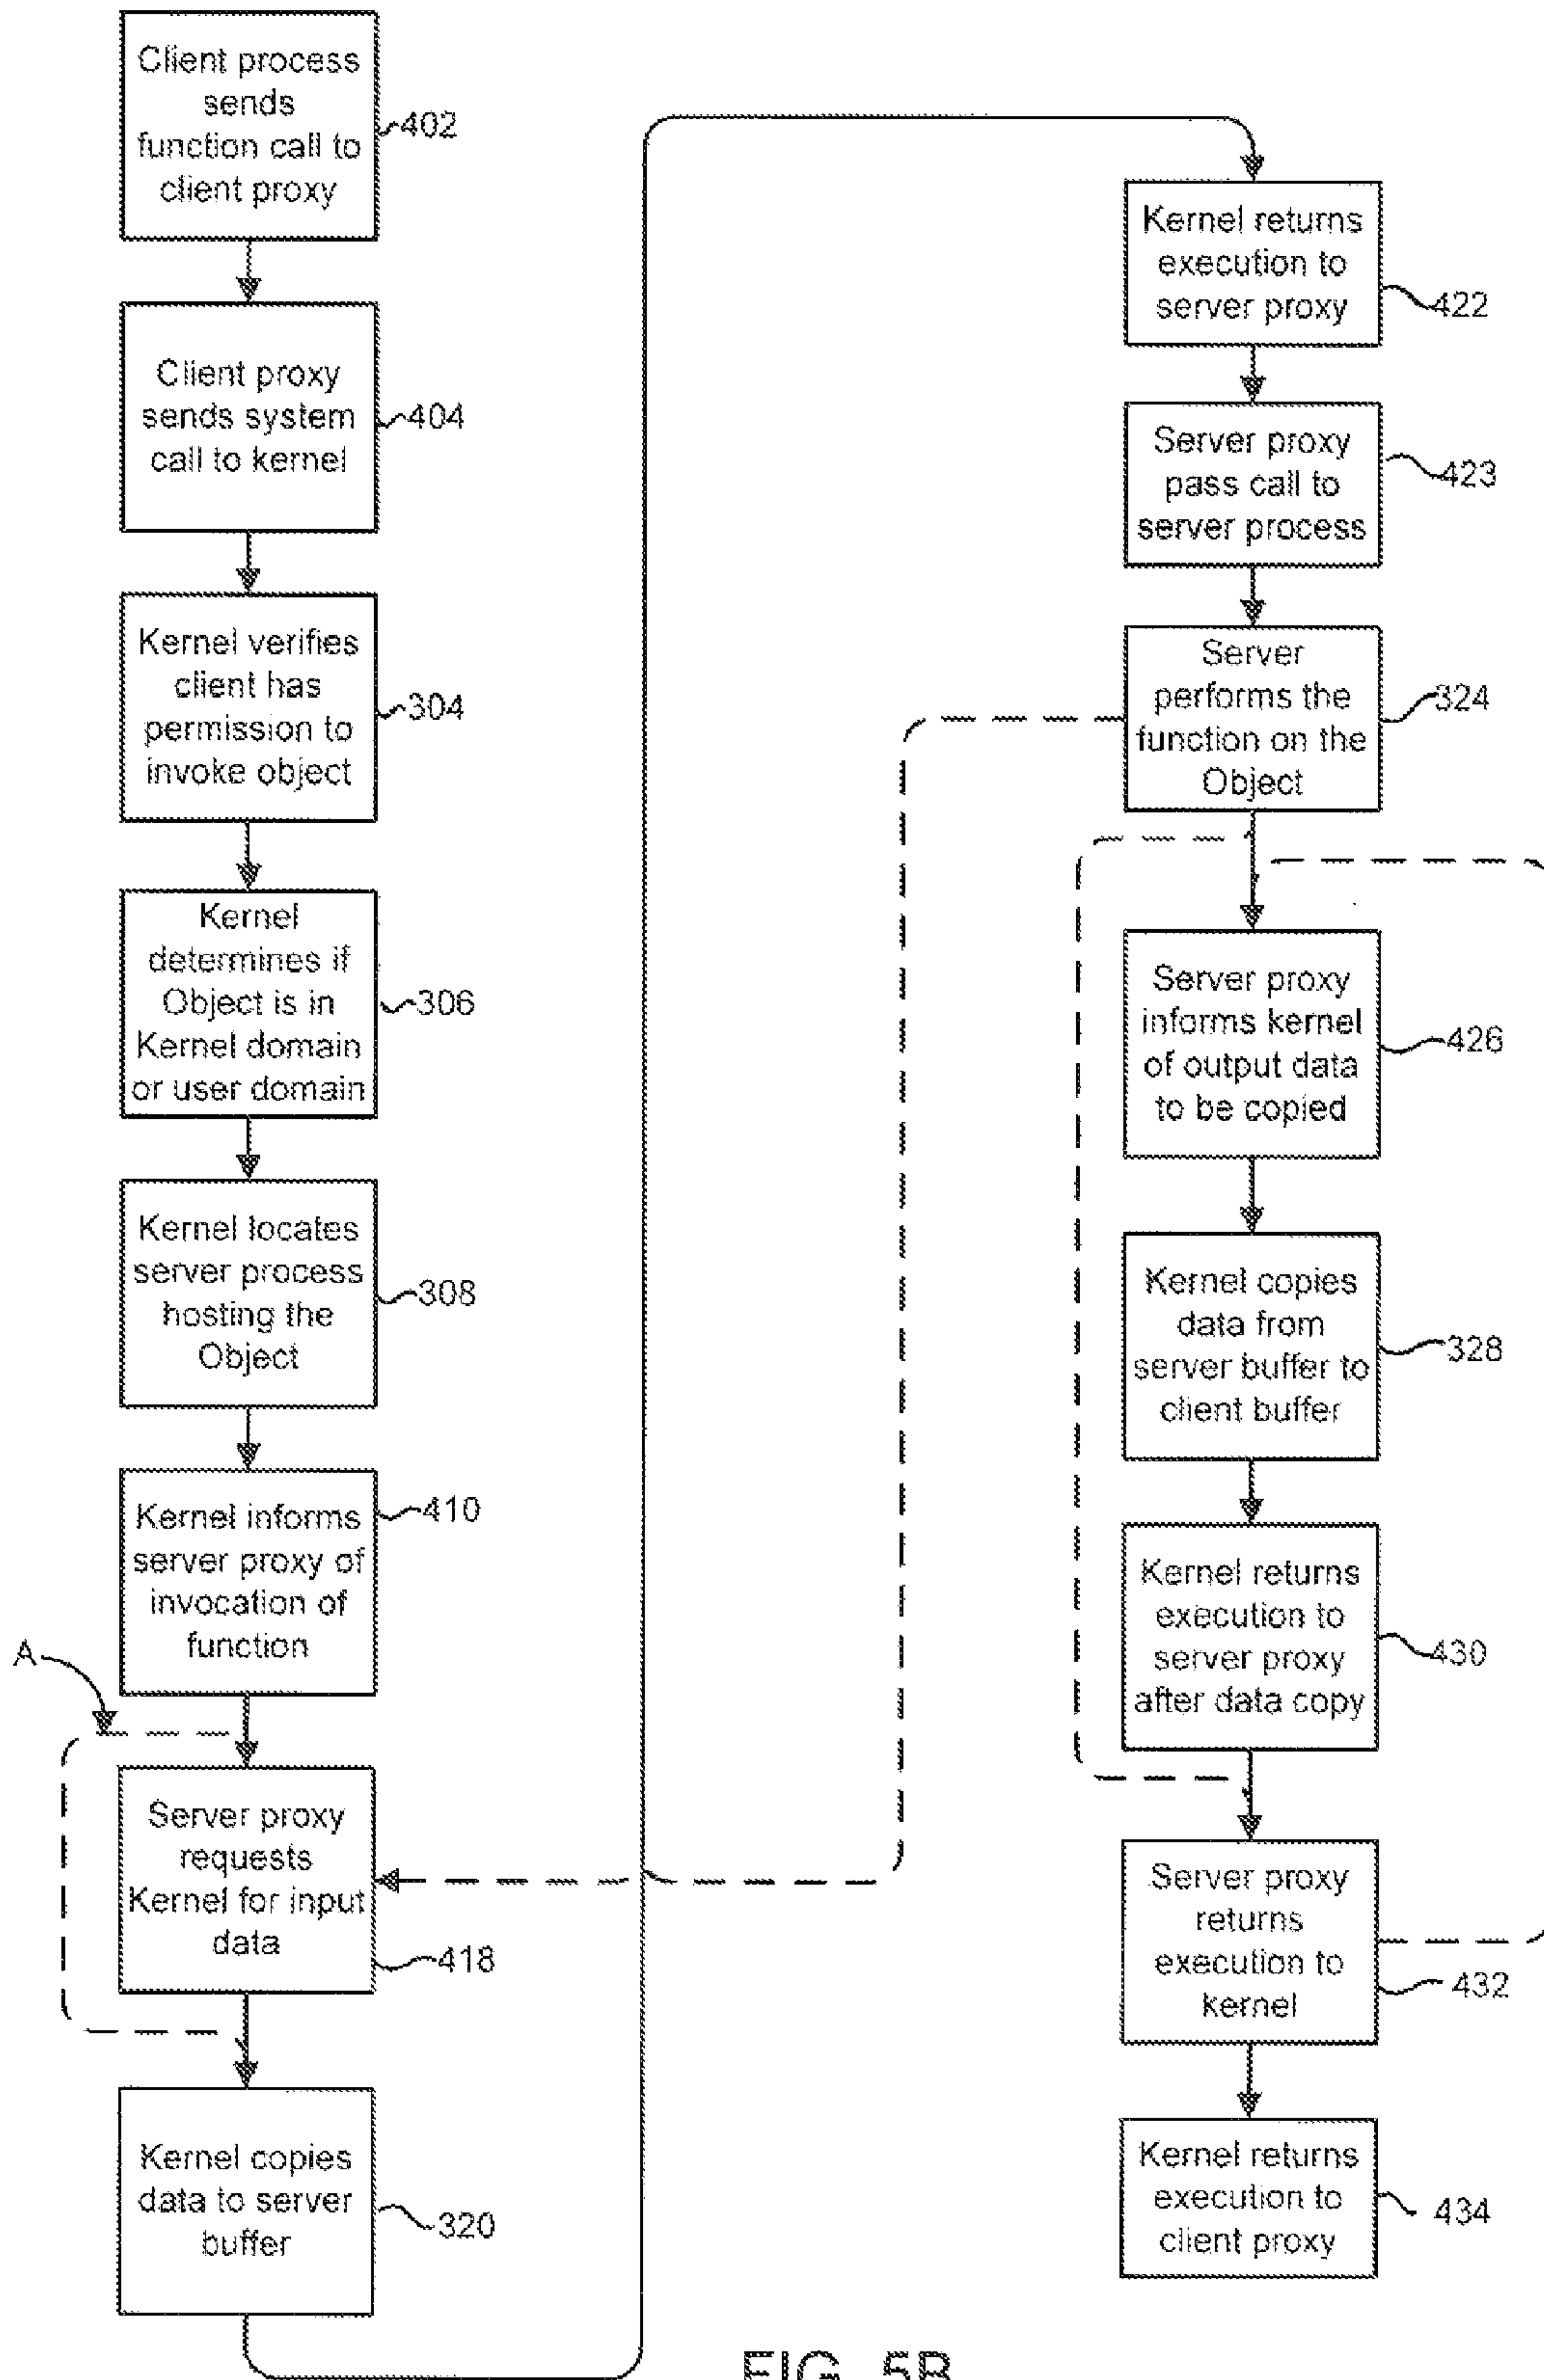 Client process
sends
function call to
client proxy
402
Client proxy
sends system
call to kernel
404
Kernel verifies
client has
permission to
invoke object
304
Kernel
determines if
Object is in
Kernel domain
or user domain
306
Kernel locates
server process
hosting the
Object
308
Kernel informs
server proxy of
invocation of
function
410
A
Server proxy
requests
Kernel for input
data
418
Kernel copies
data to server
buffer
320
Kernel returns
execution to
server proxy
422
Server proxy
pass call to
server process
423
Server
performs the
function on the
Object
324
Server proxy
informs kernel
of output data
to be copied
426
Kernel copies
data from
server buffer to
client buffer
328
Kernel returns
execution to
server proxy
after data copy
430
Server proxy
returns
execution to
kernel
432
Kernel returns
execution to
client proxy
434
FIG. 5B